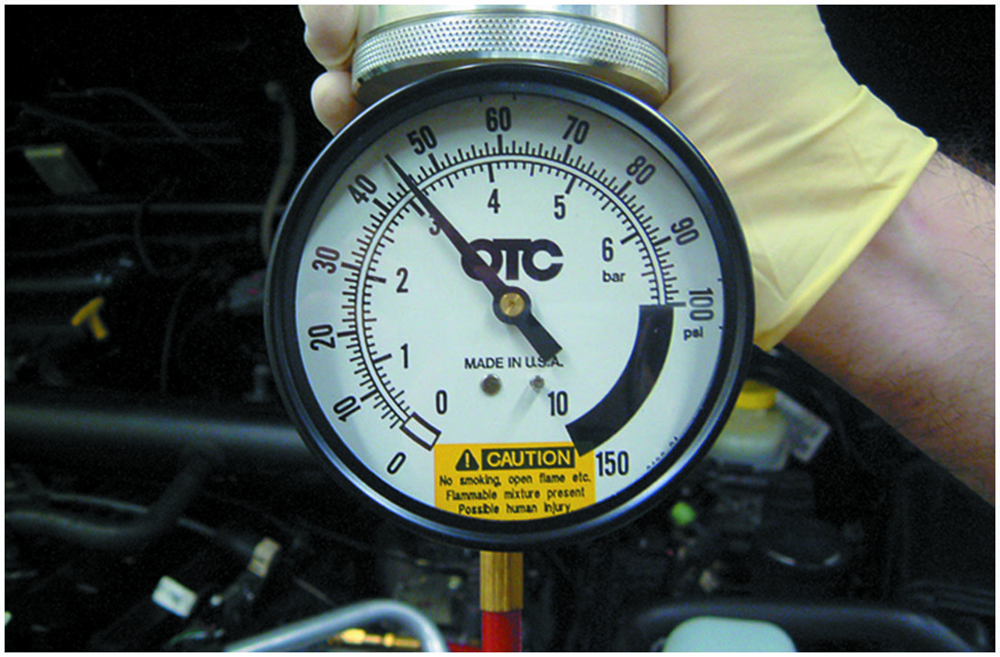 60
50
70
40
80
4
5
3
90
30
6
OTC
bar
2
100
psi
20
1
MADE IN U.S.A.
10
0
10
0
150
CAUTION
No smoking, open flame etc.
Flammable mixture present
Possible human injury